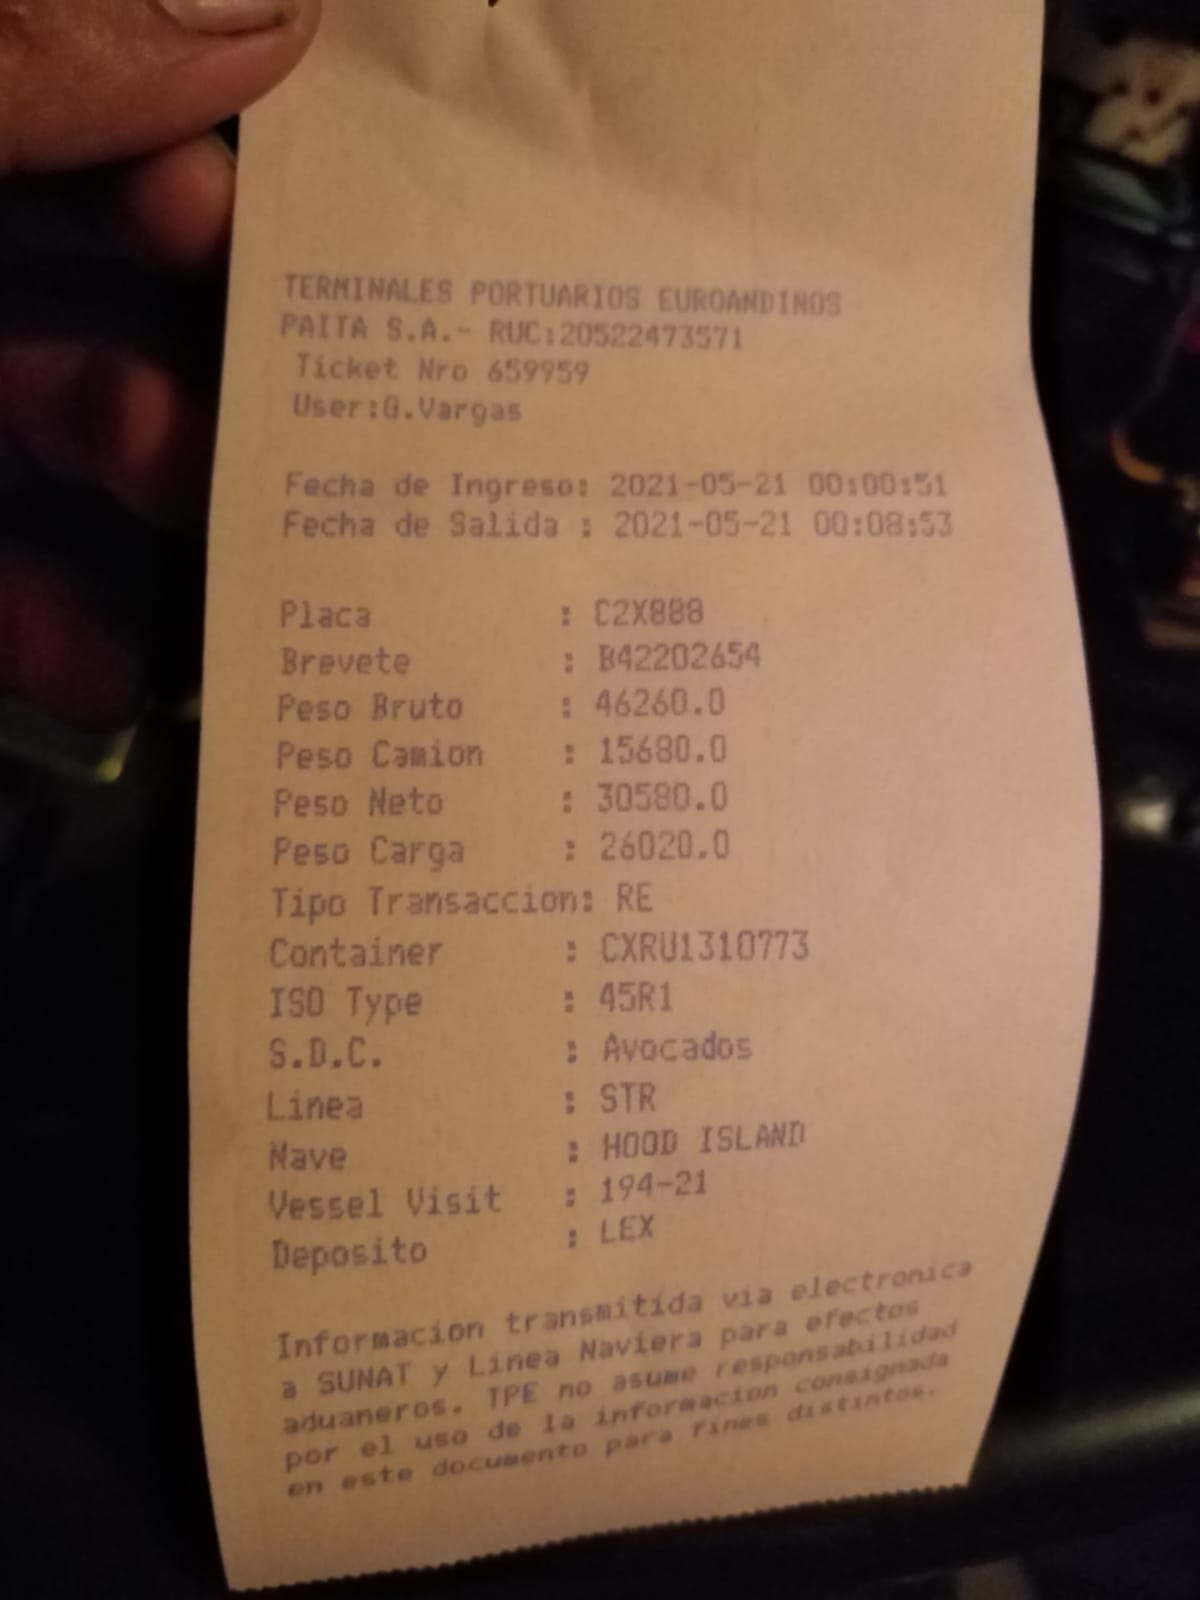 TERMINALES PORTUARIOS EUROANDINOS
PAITA S.A.- RUC:20522473571
Ticket Nro 659959
User:G.Vargas
Fecha de Ingreso: 2021-05-21 00:00:51
Fecha de Salida : 2021-05-21 00:08:53
Placa : C2X888
Brevete : B42202654
Peso Bruto : 46260.0
Peso Camion : 15680.0
Peso Neto : 30580.0
Peso Carga : 26020.0
Tipo Transaccion: RE
Container : CXRU1310773
ISO Type : 45R1
S.D.C. : Avocados
Linea : STR
Nave : HOOD ISLAND
Vessel Visit : 194-21
Deposito : LEX
Informacion transmitida via electronica
a SUNAT y Linea Naviera para efectos
aduaneros. TPE no asume responsabilidad
por el uso de la informacion consignada
en este documento para fines distintos.